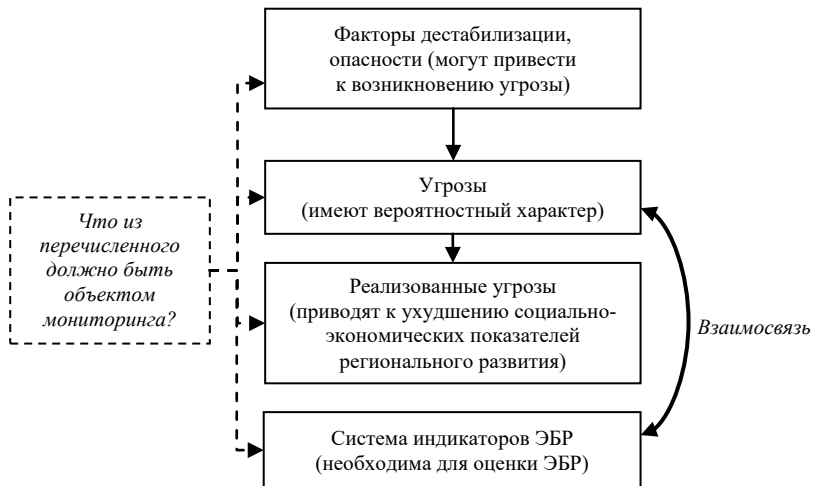 Факторы дестабилизации,
опасности (могут привести
к возникновению угрозы)
Угрозы
(имеют вероятностный характер)
Что из
перечисленного
должно быть
объектом
мониторинга?
Реализованные угрозы
(приводят к ухудшению социально-
экономических показателей
регионального развития)
Взаимосвязь
Система индикаторов ЭБР
(необходима для оценки ЭБР)